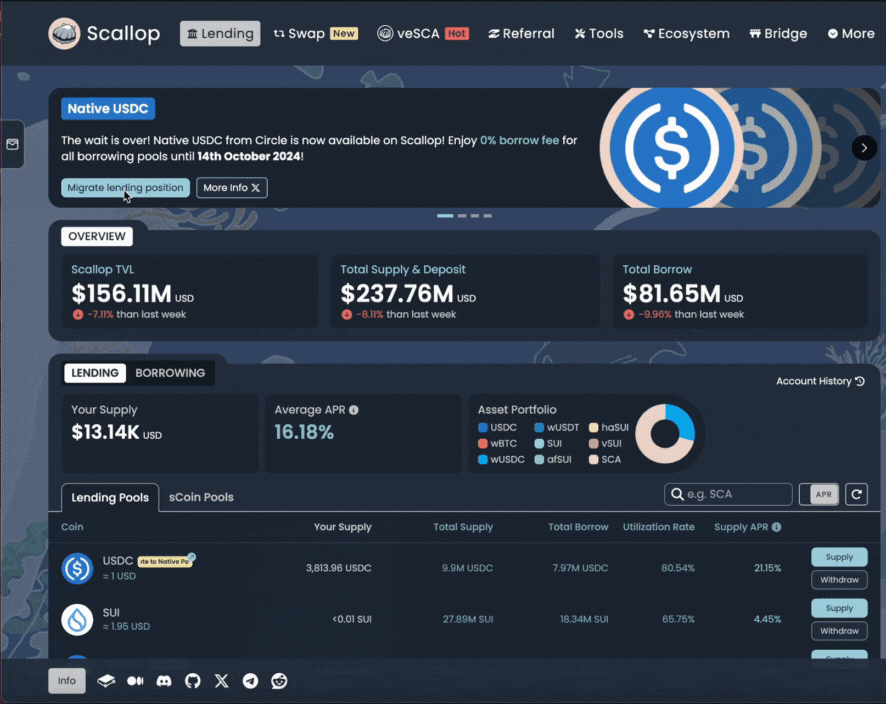 Scallop
Lending
Swap New
veSCA Hot
Referral
Tools
Ecosystem
Bridge
More
Native USDC
The wait is over! Native USDC from Circle is now available on Scallop! Enjoy 0% borrow fee for
all borrowing pools until 14th October 2024!
Migrate lending position
More Info X
OVERVIEW
Scallop TVL
$156.11M USD
-7.11% than last week
Total Supply & Deposit
$237.76M USD
-8.11% than last week
Total Borrow
$81.65M USD
-9.96% than last week
LENDING
BORROWING
Account History
Your Supply
$13.14K USD
Average APR
16.18%
Asset Portfolio
USDC wUSDT haSUI
wBTC SUI vSUI
wUSDC afSUI SCA
Lending Pools
sCoin Pools
e.g. SCA
APR
Coin Your Supply Total Supply Total Borrow Utilization Rate Supply APR
USDC te to Native Po
≈ 1 USD
3,813.96 USDC 9.9M USDC 7.97M USDC 80.54% 21.15%
Supply
Withdraw
SUI
≈ 1.95 USD
<0.01 SUI 27.89M SUI 18.34M SUI 65.75% 4.45%
Supply
Withdraw
Info